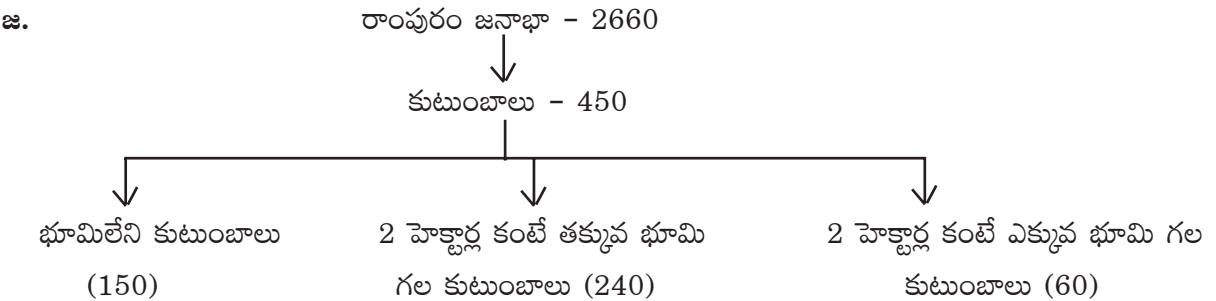 జ. రాంపురం జనాభా - 2660
కుటుంబాలు - 450
భూమిలేని కుటుంబాలు 2 హెక్టార్ల కంటే తక్కువ భూమి 2 హెక్టార్ల కంటే ఎక్కువ భూమి గల
(150) గల కుటుంబాలు (240) కుటుంబాలు (60)